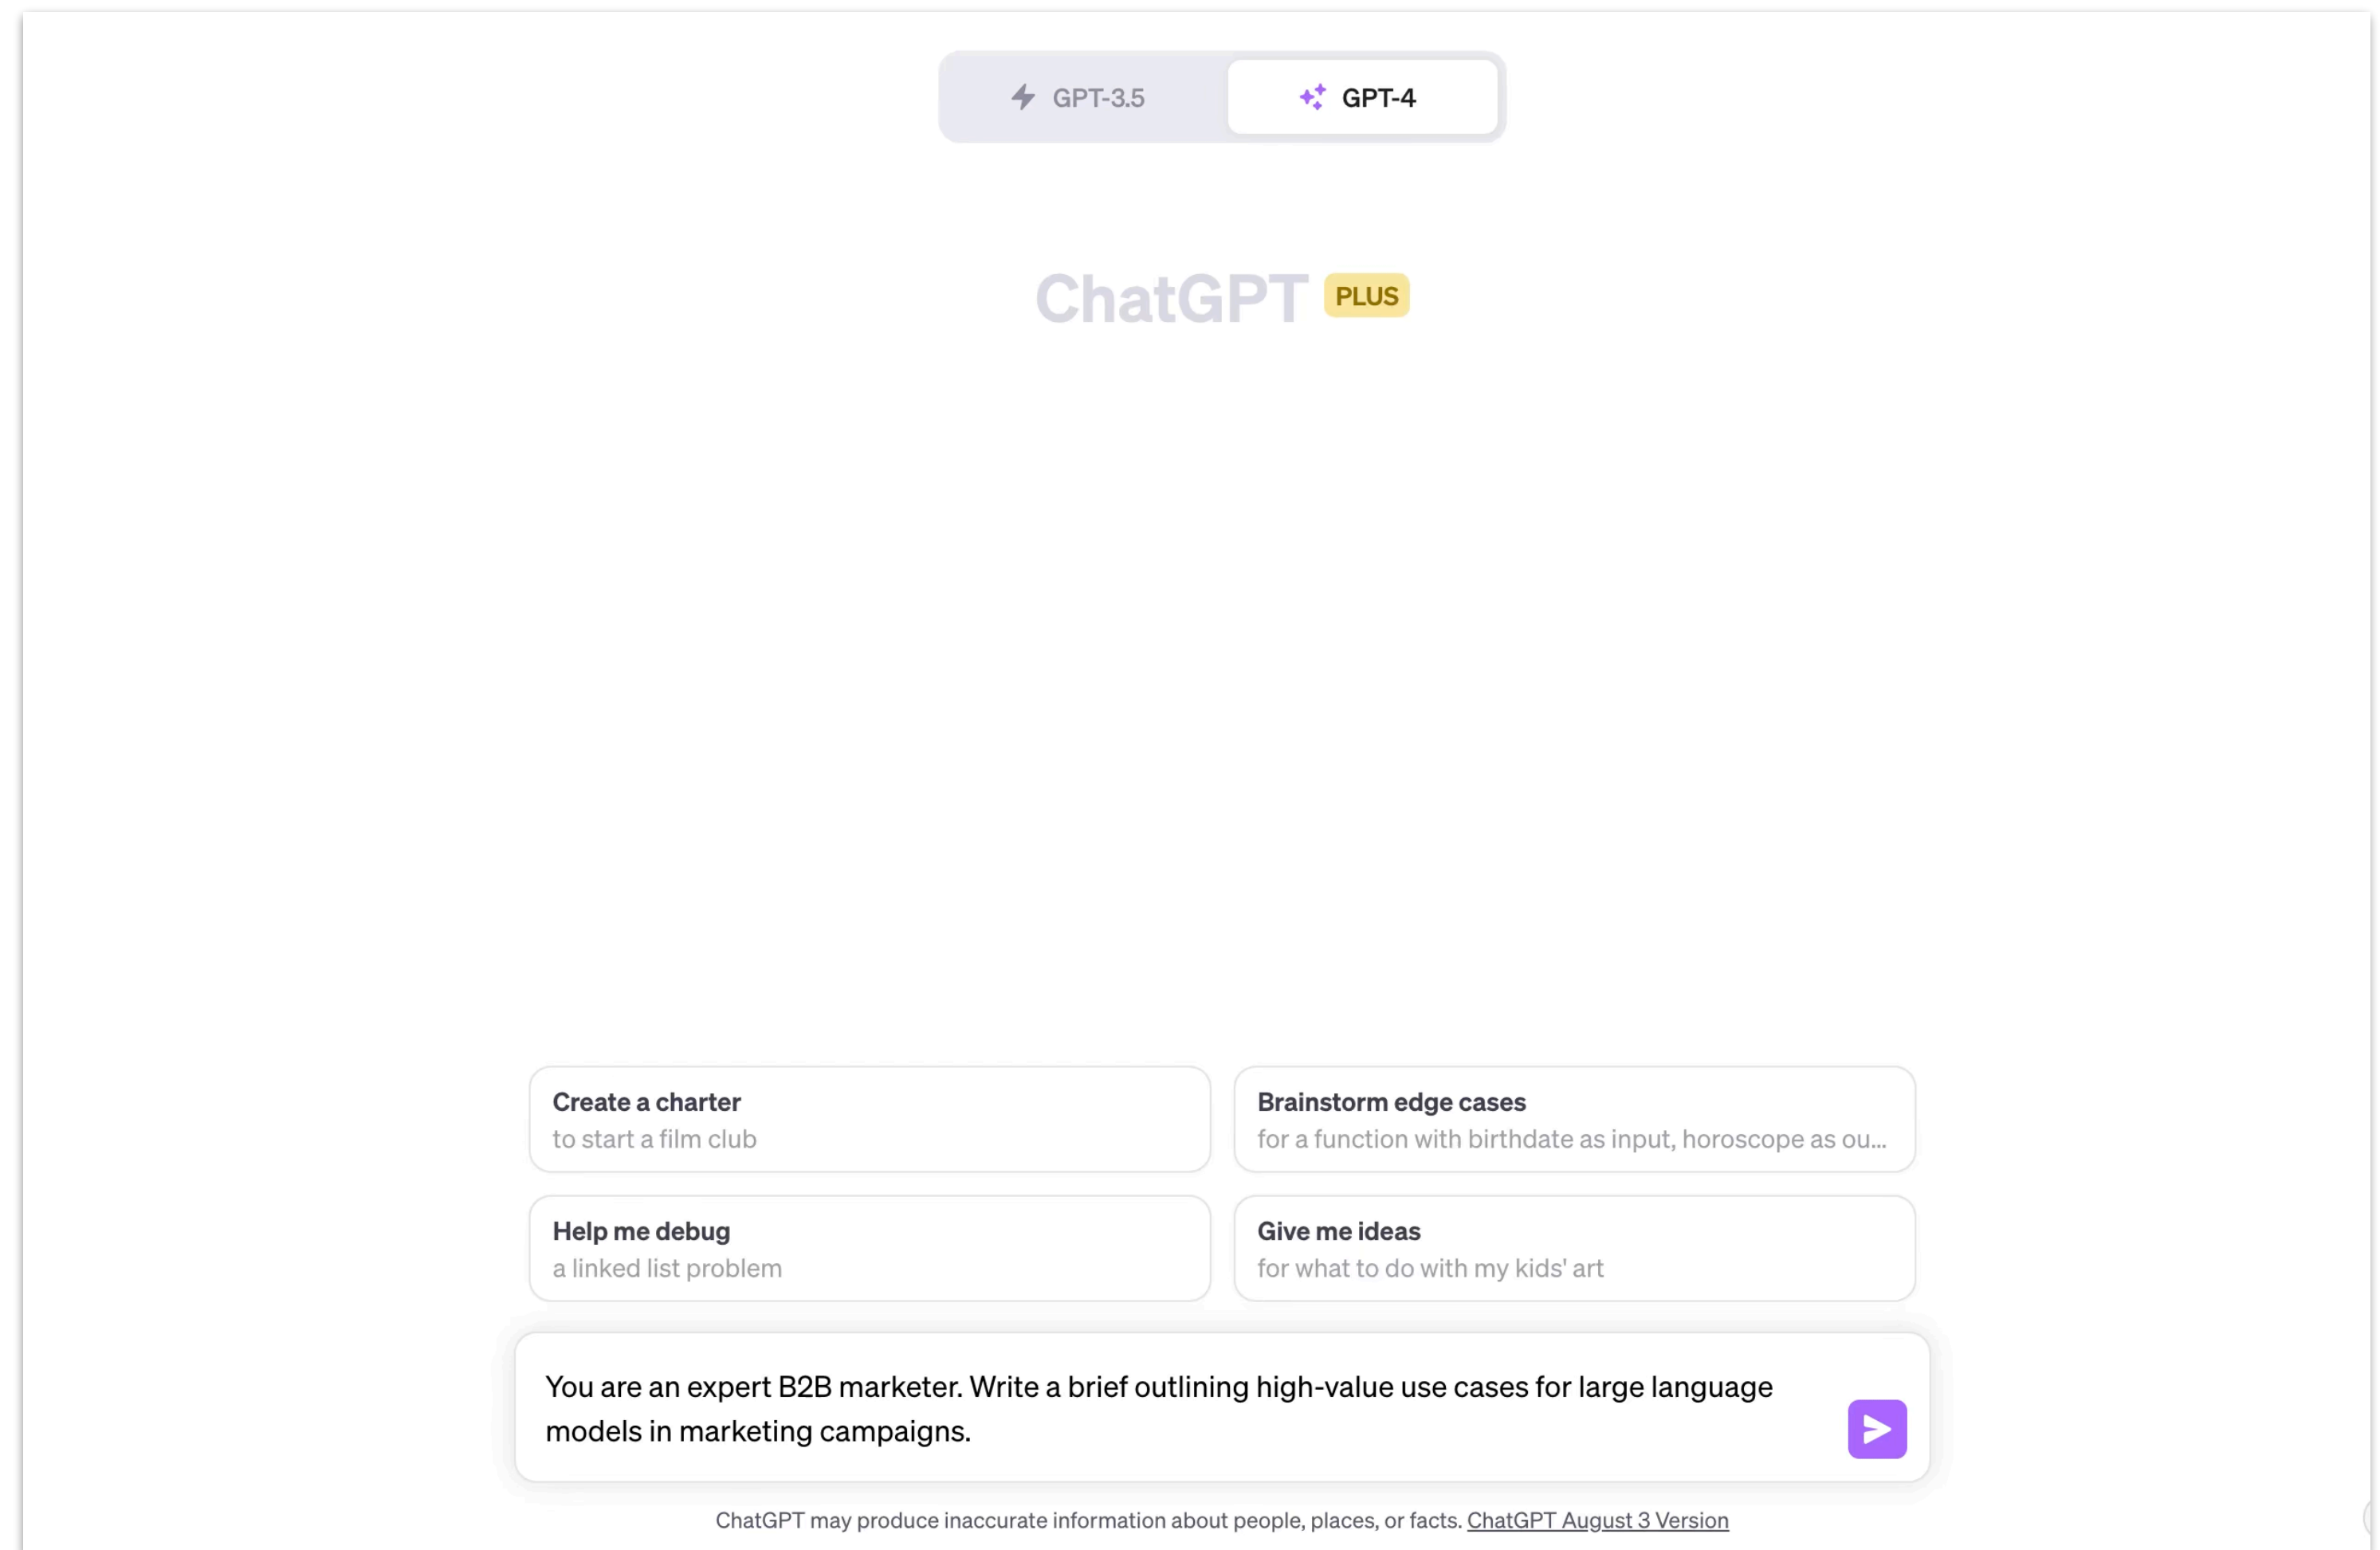 GPT-3.5
GPT-4
ChatGPT PLUS
Create a charter
to start a film club
Brainstorm edge cases
for a function with birthdate as input, horoscope as ou...
Help me debug
a linked list problem
Give me ideas
for what to do with my kids' art
You are an expert B2B marketer. Write a brief outlining high-value use cases for large language
models in marketing campaigns.
ChatGPT may produce inaccurate information about people, places, or facts. ChatGPT August 3 Version